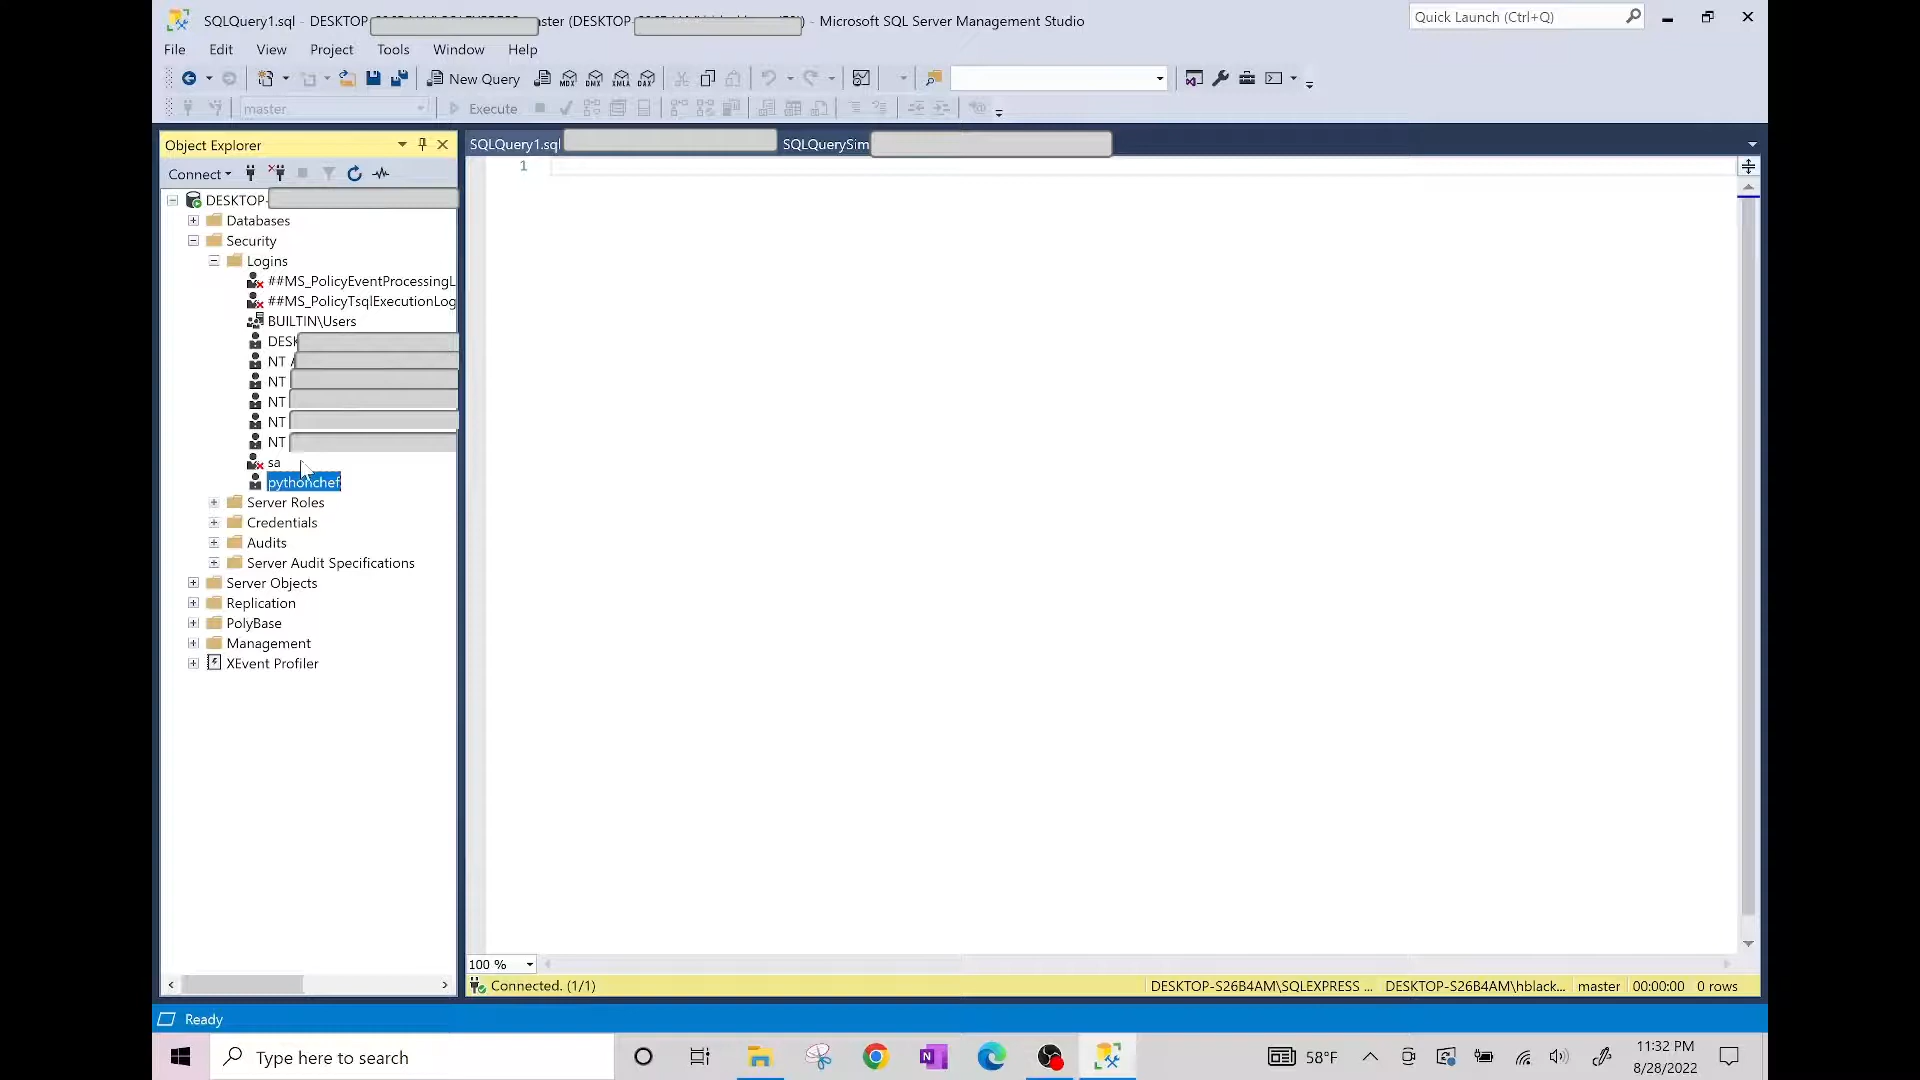 SQLQuery1.sql - DESKTOP- ster (DESKTOP- ) - Microsoft SQL Server Management Studio
Quick Launch (Ctrl+Q)
File Edit View Project Tools Window Help
New Query MDX DMX XMLA DAX
master Execute
Object Explorer
SQLQuery1.sql SQLQuerySim
Connect
1
DESKTOP-
Databases
Security
Logins
##MS_PolicyEventProcessingL
##MS_PolicyTsqlExecutionLog
BUILTIN\Users
DESK
NT
NT
NT
NT
NT
sa
pythonchef
Server Roles
Credentials
Audits
Server Audit Specifications
Server Objects
Replication
PolyBase
Management
XEvent Profiler
100 %
Connected. (1/1) DESKTOP-S26B4AM\SQLEXPRESS ... DESKTOP-S26B4AM\hblack... master 00:00:00 0 rows
Ready
Type here to search
58°F
11:32 PM
8/28/2022